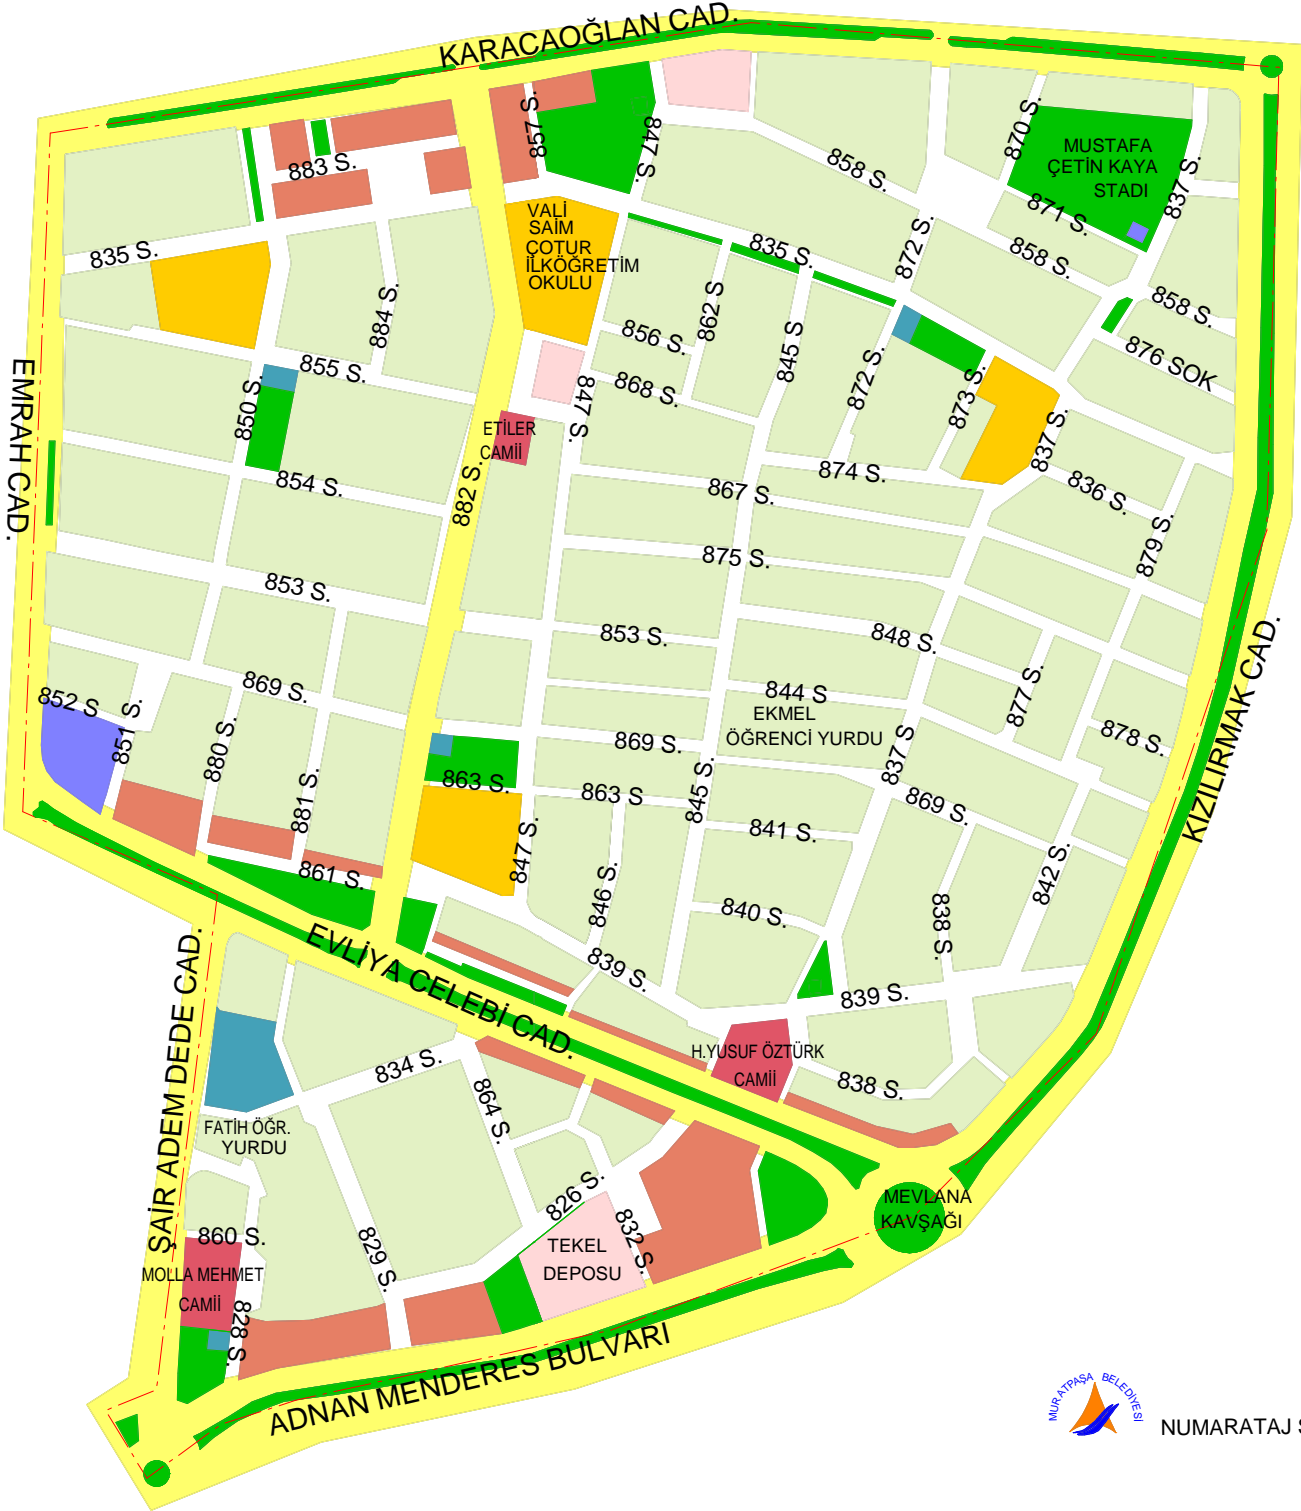 KARACAOĞLAN CAD.
857 S.
847 S.
883 S.
858 S.
870 S.
MUSTAFA
ÇETİN KAYA
STADI
837 S.
871 S.
VALİ
SAİM
ÇOTUR
İLKÖĞRETİM
OKULU
835 S.
835 S.
872 S.
858 S.
858 S.
884 S.
862 S
856 S.
845 S
872 S.
876 SOK
EMRAH CAD.
855 S.
850 S.
868 S.
847 S.
873 S.
837 S.
ETİLER
CAMİİ
882 S.
854 S.
874 S.
867 S.
836 S.
879 S.
875 S.
853 S.
853 S.
848 S.
KIZILIRMAK CAD.
869 S.
844 S
EKMEL
ÖĞRENCİ YURDU
877 S.
852 S
851 S.
880 S.
869 S.
837 S
878 S.
863 S.
863 S
845 S.
881 S.
869 S.
841 S.
847 S.
861 S.
846 S.
840 S.
838 S.
842 S.
EVLİYA CELEBİ CAD.
839 S.
839 S.
ŞAİR ADEM DEDE CAD.
834 S.
864 S.
H.YUSUF ÖZTÜRK
CAMİİ
838 S.
FATİH ÖĞR.
YURDU
826 S.
832 S.
MEVLANA
KAVŞAĞI
860 S.
829 S.
TEKEL
DEPOSU
MOLLA MEHMET
CAMİİ
828 S.
ADNAN MENDERES BULVARI
MURATPAŞA BELEDİYESİ
NUMARATAJ